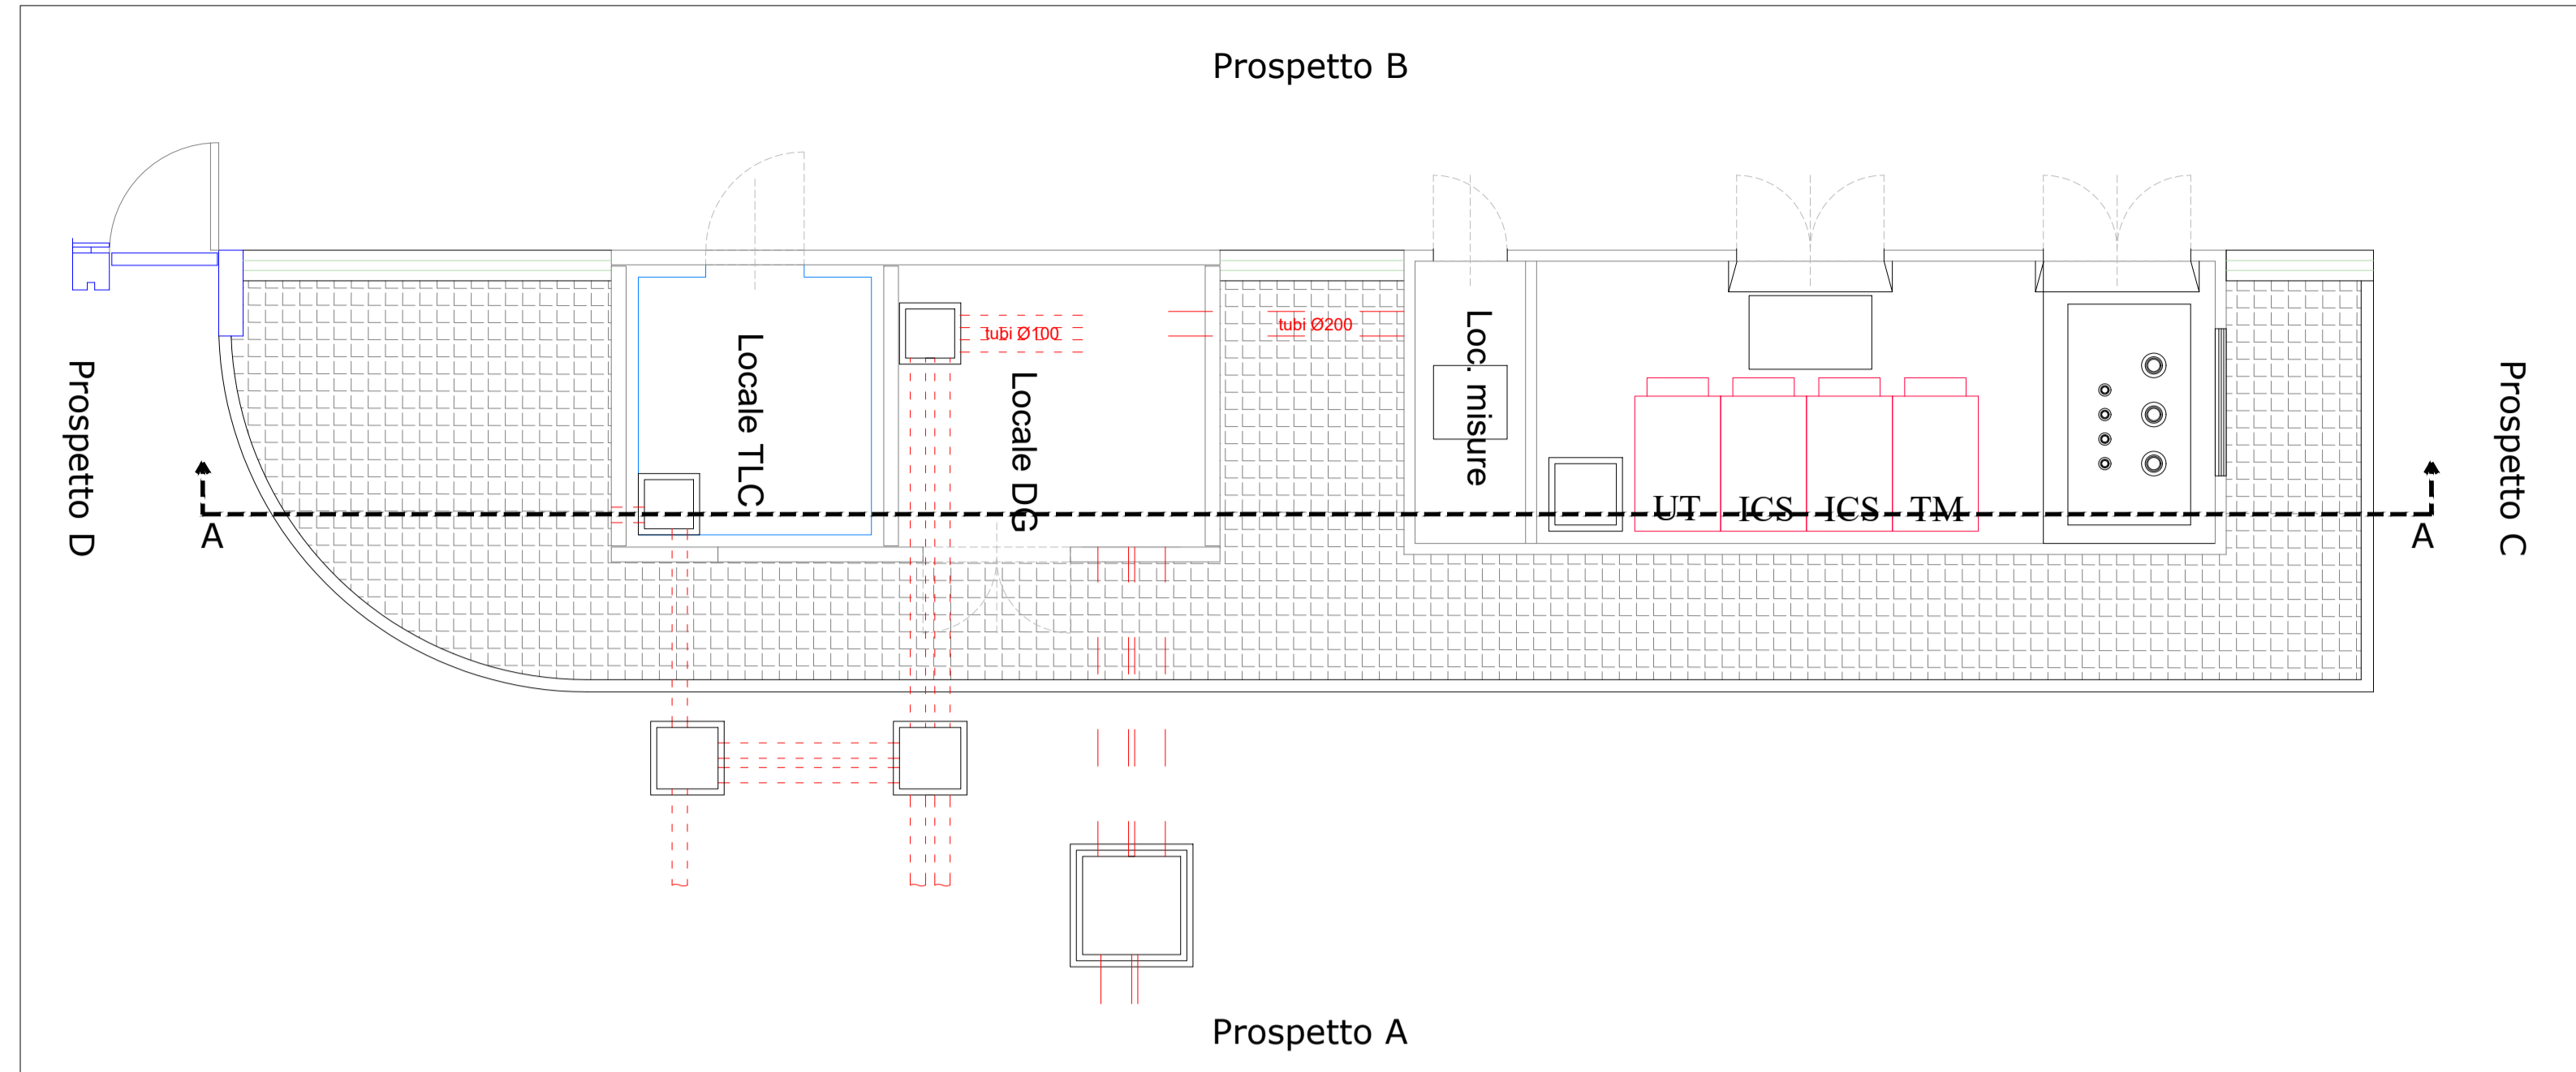 Prospetto B
tubi Ø100
tubi Ø200
Locale TLC
Locale DG
Loc. misure
Prospetto D
Prospetto C
UT
ICS
ICS
TM
A
A
Prospetto A